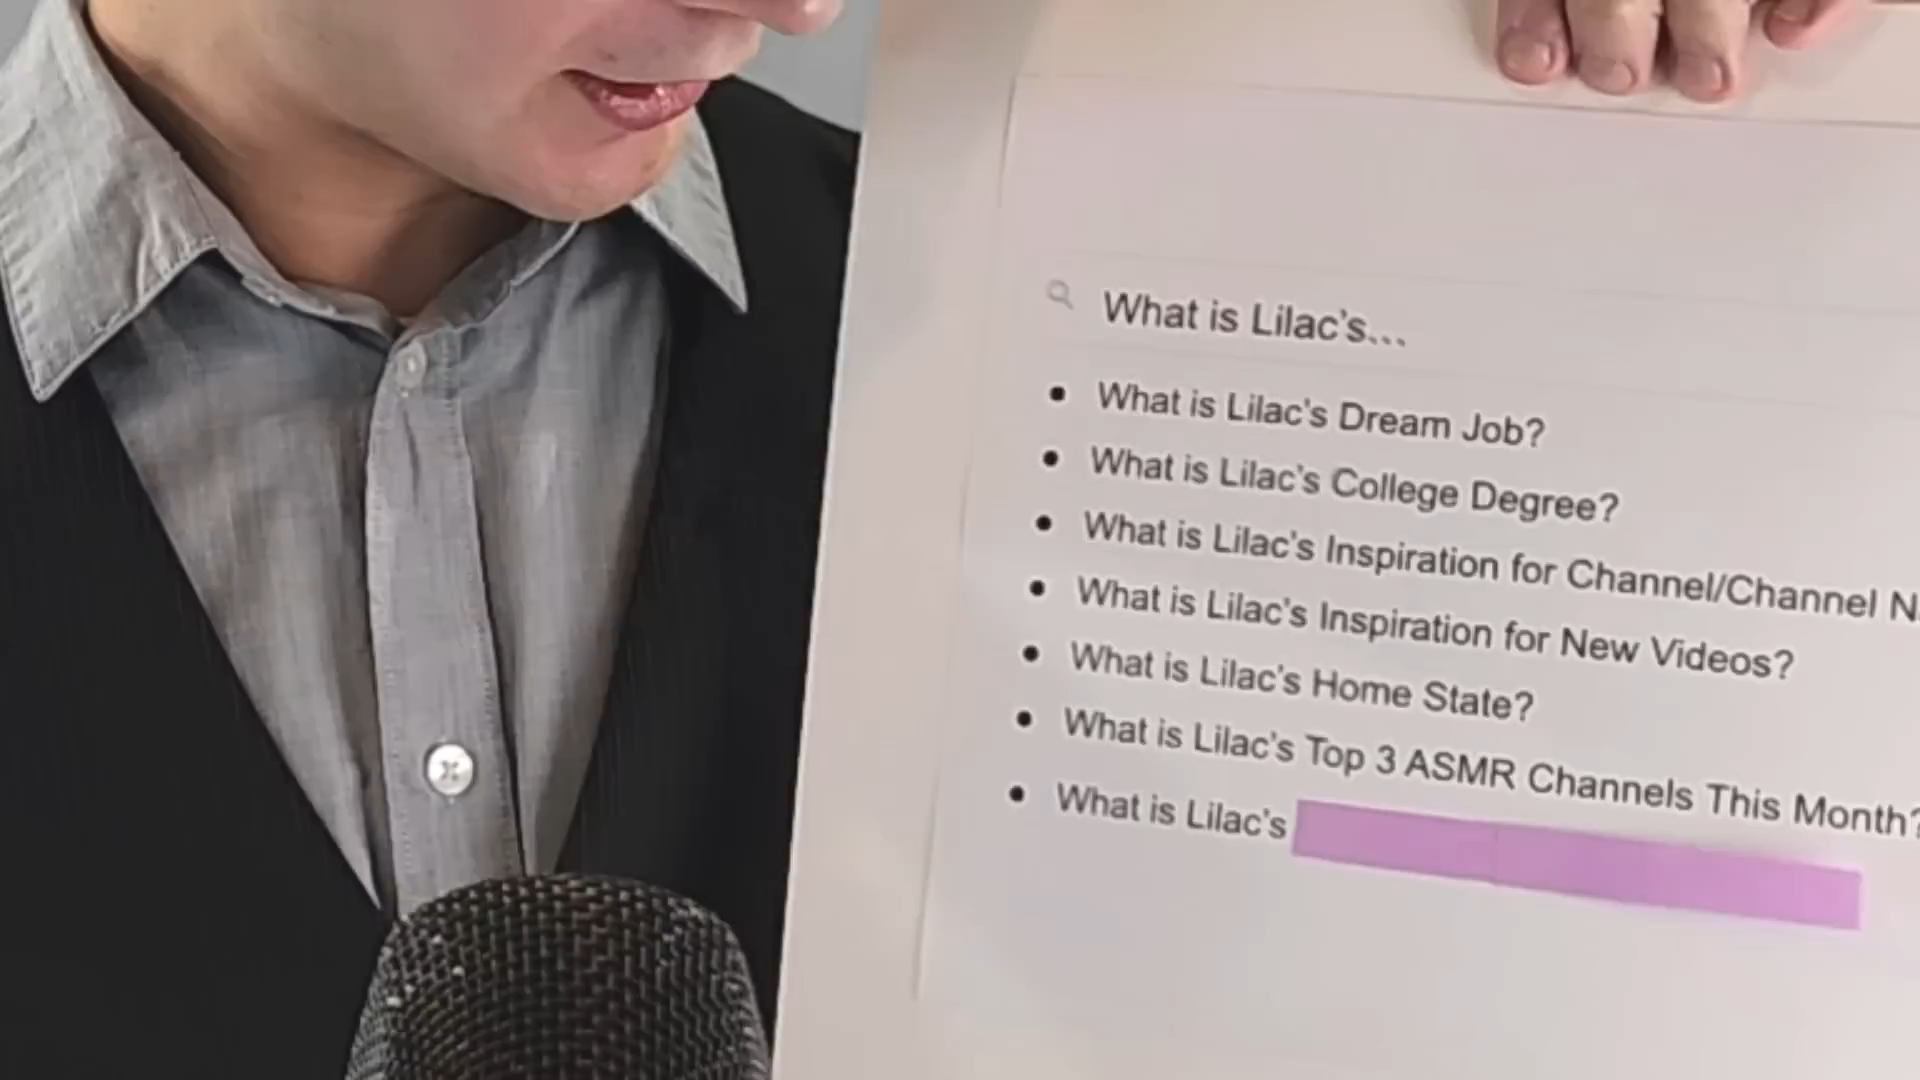 What is Lilac's...
What is Lilac's Dream Job?
What is Lilac's College Degree?
What is Lilac's Inspiration for Channel/Channel N
What is Lilac's Inspiration for New Videos?
What is Lilac's Home State?
What is Lilac's Top 3 ASMR Channels This Month?
What is Lilac's